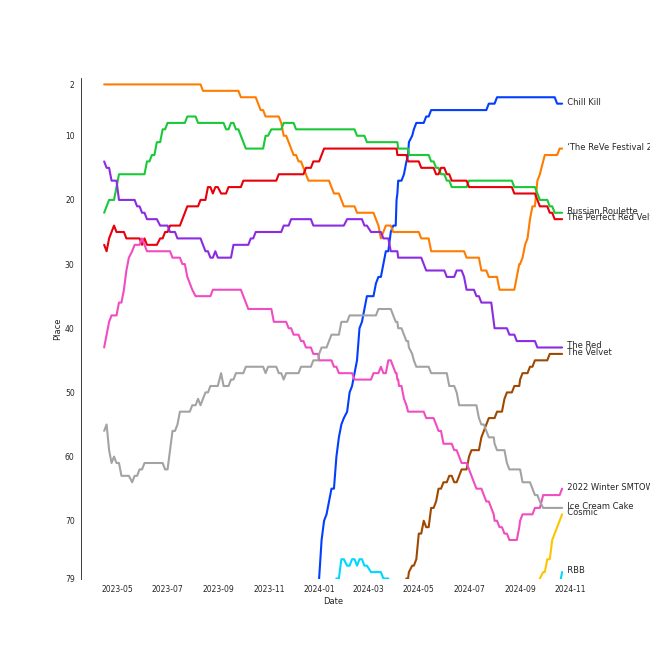 2
10
20
30
40
50
60
70
79
Place
2023-05
2023-07
2023-09
2023-11
2024-01
2024-03
2024-05
2024-07
2024-09
2024-11
Date
Chill Kill
'The ReVe Festival 2
Russian Roulette
The Perfect Red Vel
The Red
The Velvet
2022 Winter SMTOW
Ice Cream Cake
Cosmic
RBB